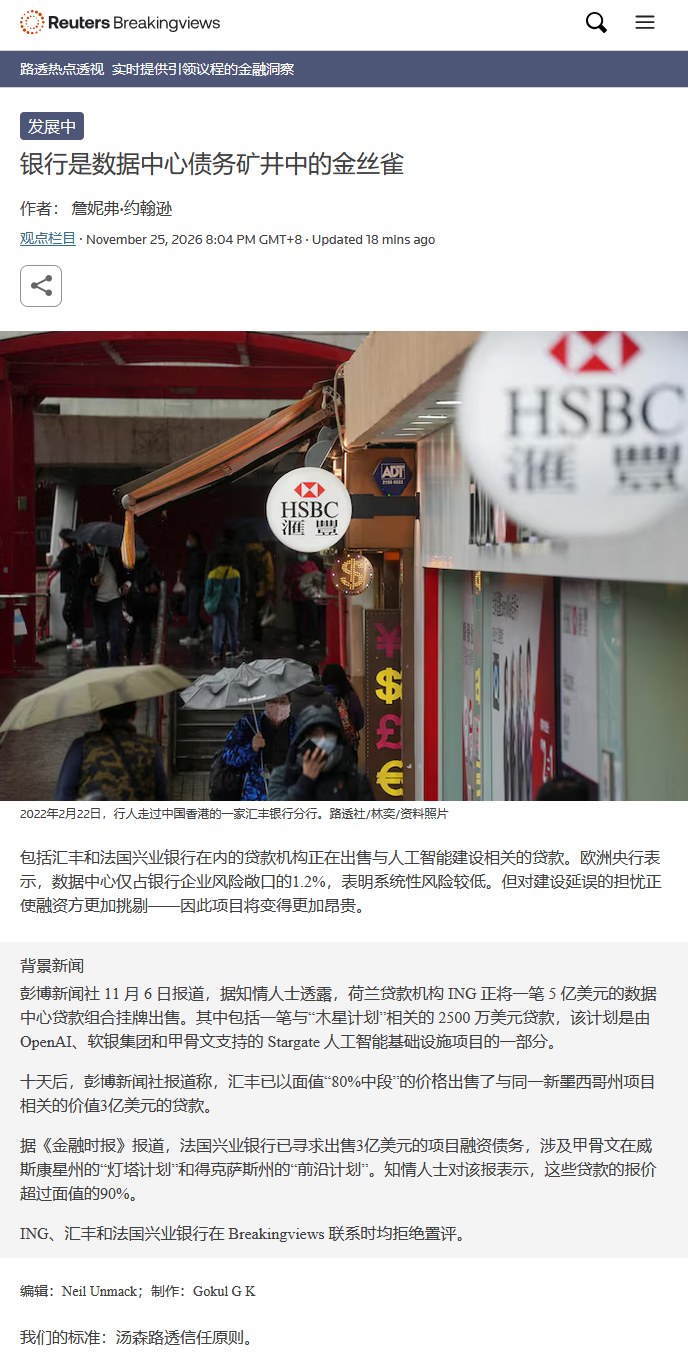 Reuters Breakingviews
路透热点透视 实时提供引领议程的金融洞察
发展中
银行是数据中心债务矿井中的金丝雀
作者： 詹妮弗·约翰逊
观点栏目 · November 25, 2026 8:04 PM GMT+8 · Updated 18 mins ago
HSBC
滙豐
ADT
HSBC
滙豐
$
¥
$
£
€
2022年2月22日，行人走过中国香港的一家汇丰银行分行。路透社/林奕/资料照片
包括汇丰和法国兴业银行在内的贷款机构正在出售与人工智能建设相关的贷款。欧洲央行表
示，数据中心仅占银行企业风险敞口的1.2%，表明系统性风险较低。但对建设延误的担忧正
使融资方更加挑剔——因此项目将变得更加昂贵。
背景新闻
彭博新闻社 11 月 6 日报道，据知情人士透露，荷兰贷款机构 ING 正将一笔 5 亿美元的数据
中心贷款组合挂牌出售。其中包括一笔与“木星计划”相关的 2500 万美元贷款，该计划是由
OpenAI、软银集团和甲骨文支持的 Stargate 人工智能基础设施项目的一部分。
十天后，彭博新闻社报道称，汇丰已以面值“80%中段”的价格出售了与同一新墨西哥州项目
相关的价值3亿美元的贷款。
据《金融时报》报道，法国兴业银行已寻求出售3亿美元的项目融资债务，涉及甲骨文在威
斯康星州的“灯塔计划”和得克萨斯州的“前沿计划”。知情人士对该报表示，这些贷款的报价
超过面值的90%。
ING、汇丰和法国兴业银行在 Breakingviews 联系时均拒绝置评。
编辑：Neil Unmack；制作：Gokul G K
我们的标准：汤森路透信任原则。